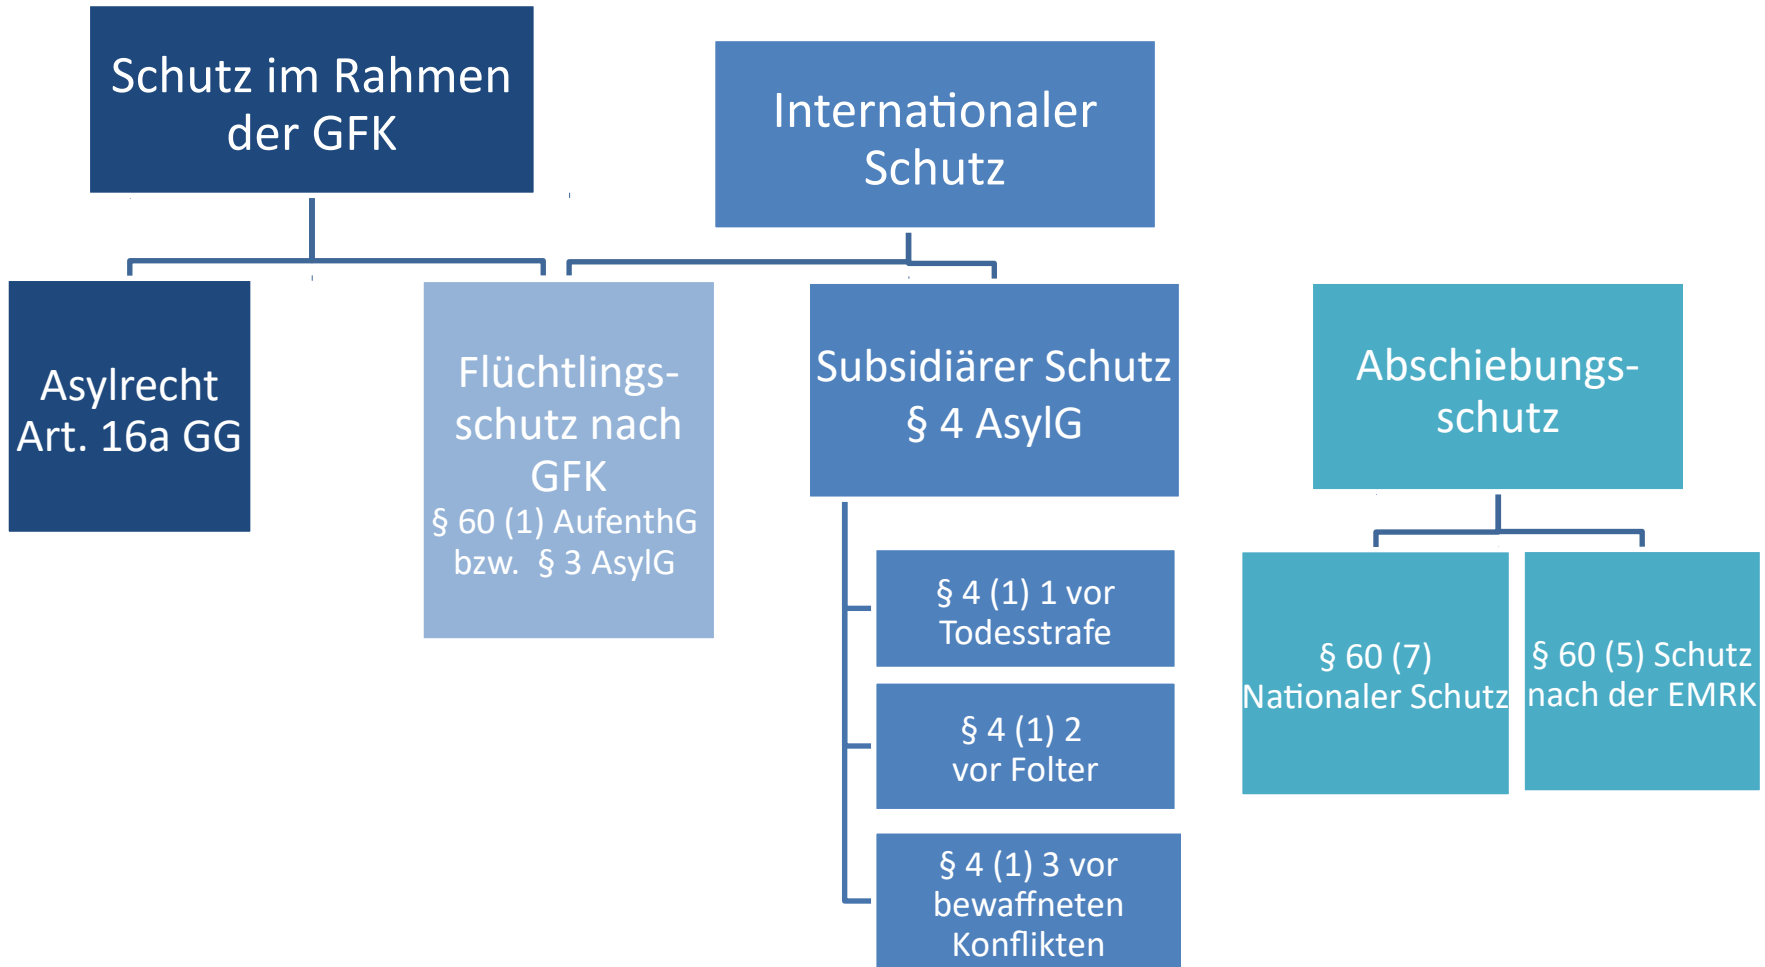 Schutz im Rahmen
der GFK
Internationaler
Schutz
Asylrecht
Art. 16a GG
Flüchtlings-
schutz nach
GFK
§ 60 (1) AufenthG
bzw.  § 3 AsylG
Subsidiärer Schutz
§ 4 AsylG
§ 4 (1) 1 vor
Todesstrafe
§ 4 (1) 2
vor Folter
§ 4 (1) 3 vor
bewaffneten
Konflikten
Abschiebungs-
schutz
§ 60 (7)
Nationaler Schutz
§ 60 (5) Schutz
nach der EMRK